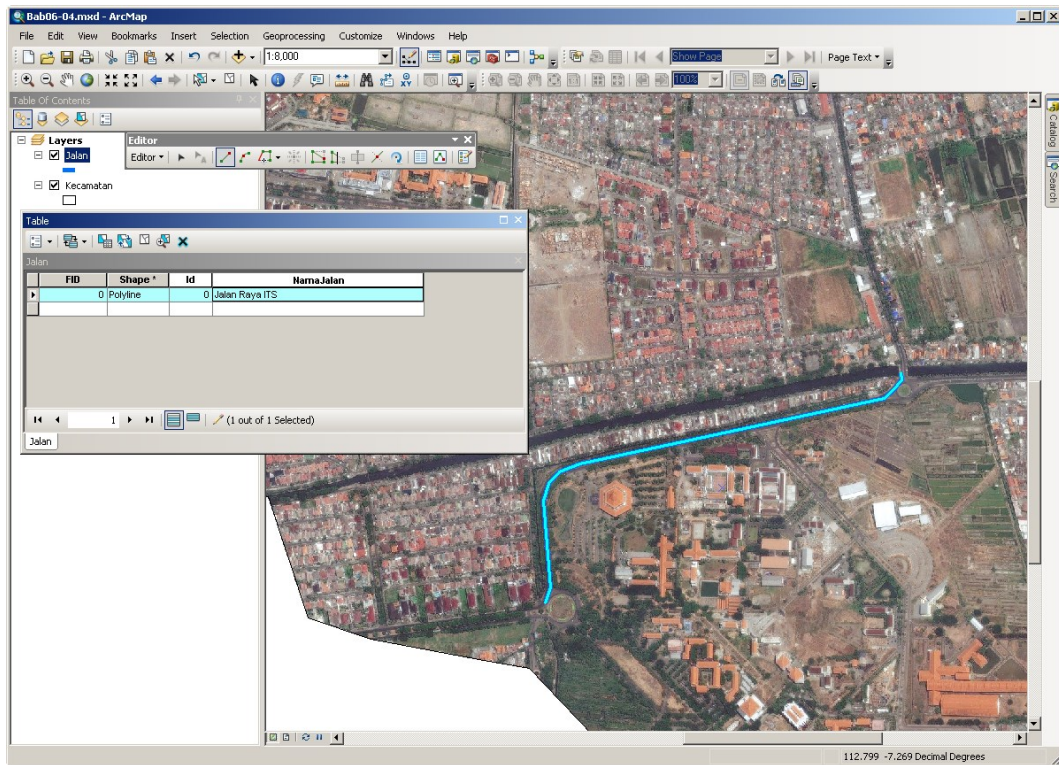 Bab06-04.mxd - ArcMap
File Edit View Bookmarks Insert Selection Geoprocessing Customize Windows Help
1:8,000 Show Page Page Text
100%
Table Of Contents
Layers
Jalan
Kecamatan
Editor
Editor
Table
Jalan
FID Shape * Id NamaJalan
0 Polyline 0 Jalan Raya ITS
1 (1 out of 1 Selected)
Jalan
Catalog
Search
112.799 -7.269 Decimal Degrees